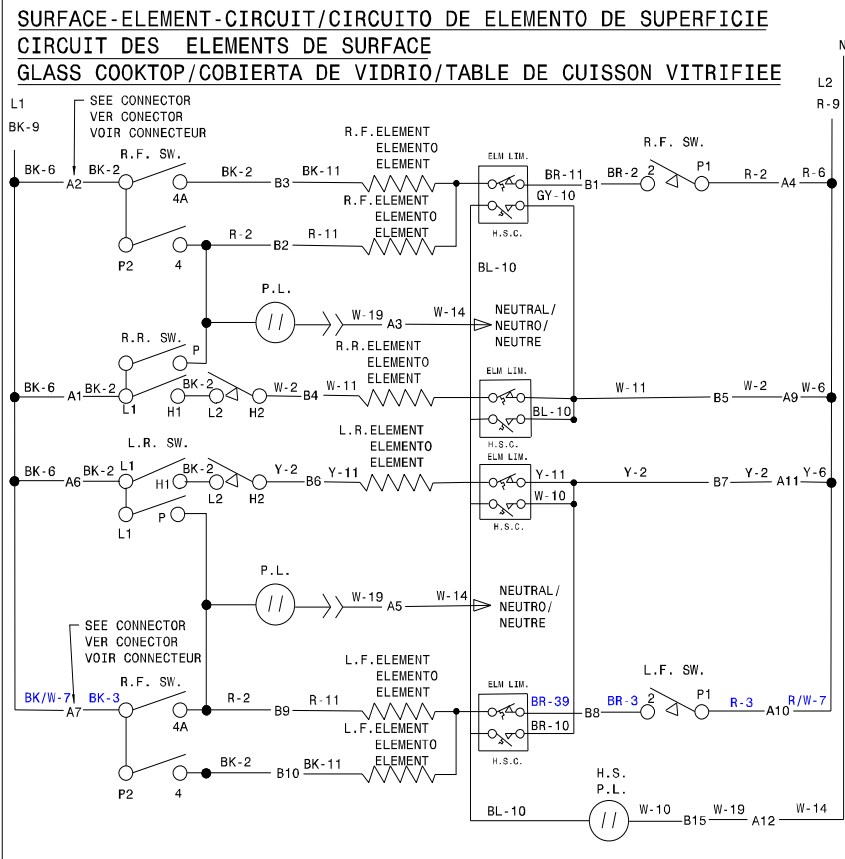 SURFACE-ELEMENT-CIRCUIT/CIRCUITO DE ELEMENTO DE SUPERFICIE
CIRCUIT DES ELEMENTS DE SURFACE
GLASS COOKTOP/COBIERTA DE VIDRIO/TABLE DE CUISSON VITRIFIEE
N
L1
SEE CONNECTOR
VER CONECTOR
VOIR CONNECTEUR
L2
R-9
BK-9
R.F. SW.
R.F.ELEMENT
ELEMENTO
ELEMENT
ELM LIM.
R.F. SW.
BK-6 A2 BK-2 4A BK-2 B3 BK-11 BR-11 B1 BR-2 2 P1 R-2 A4 R-6
GY-10
R.F.ELEMENT
ELEMENTO
ELEMENT
H.S.C.
P2 4 R-2 B2 R-11
BL-10
P.L.
W-19 A3 W-14
NEUTRAL/
NEUTRO/
NEUTRE
R.R. SW.
P
R.R.ELEMENT
ELEMENTO
ELEMENT
BK-6 A1 BK-2 L1 H1 BK-2 L2 H2 W-2 B4 W-11 W-11 B5 W-2 A9 W-6
BL-10
H.S.C.
L.R. SW.
L.R.ELEMENT
ELEMENTO
ELEMENT
ELM LIM.
BK-6 A6 BK-2 L1 H1 BK-2 L2 H2 Y-2 B6 Y-11 Y-11 Y-2 B7 Y-2 A11 Y-6
W-10
L1 P
H.S.C.
P.L.
W-19 A5 W-14
NEUTRAL/
NEUTRO/
NEUTRE
SEE CONNECTOR
VER CONECTOR
VOIR CONNECTEUR
R.F. SW.
L.F.ELEMENT
ELEMENTO
ELEMENT
ELM LIM.
L.F. SW.
BK/W-7 A7 BK-3 4A R-2 B9 R-11 BR-39 B8 BR-3 2 P1 R-3 A10 R/W-7
BR-10
L.F.ELEMENT
ELEMENTO
ELEMENT
H.S.C.
P2 4 BK-2 B10 BK-11
H.S.
P.L.
BL-10 W-10 B15 W-19 A12 W-14